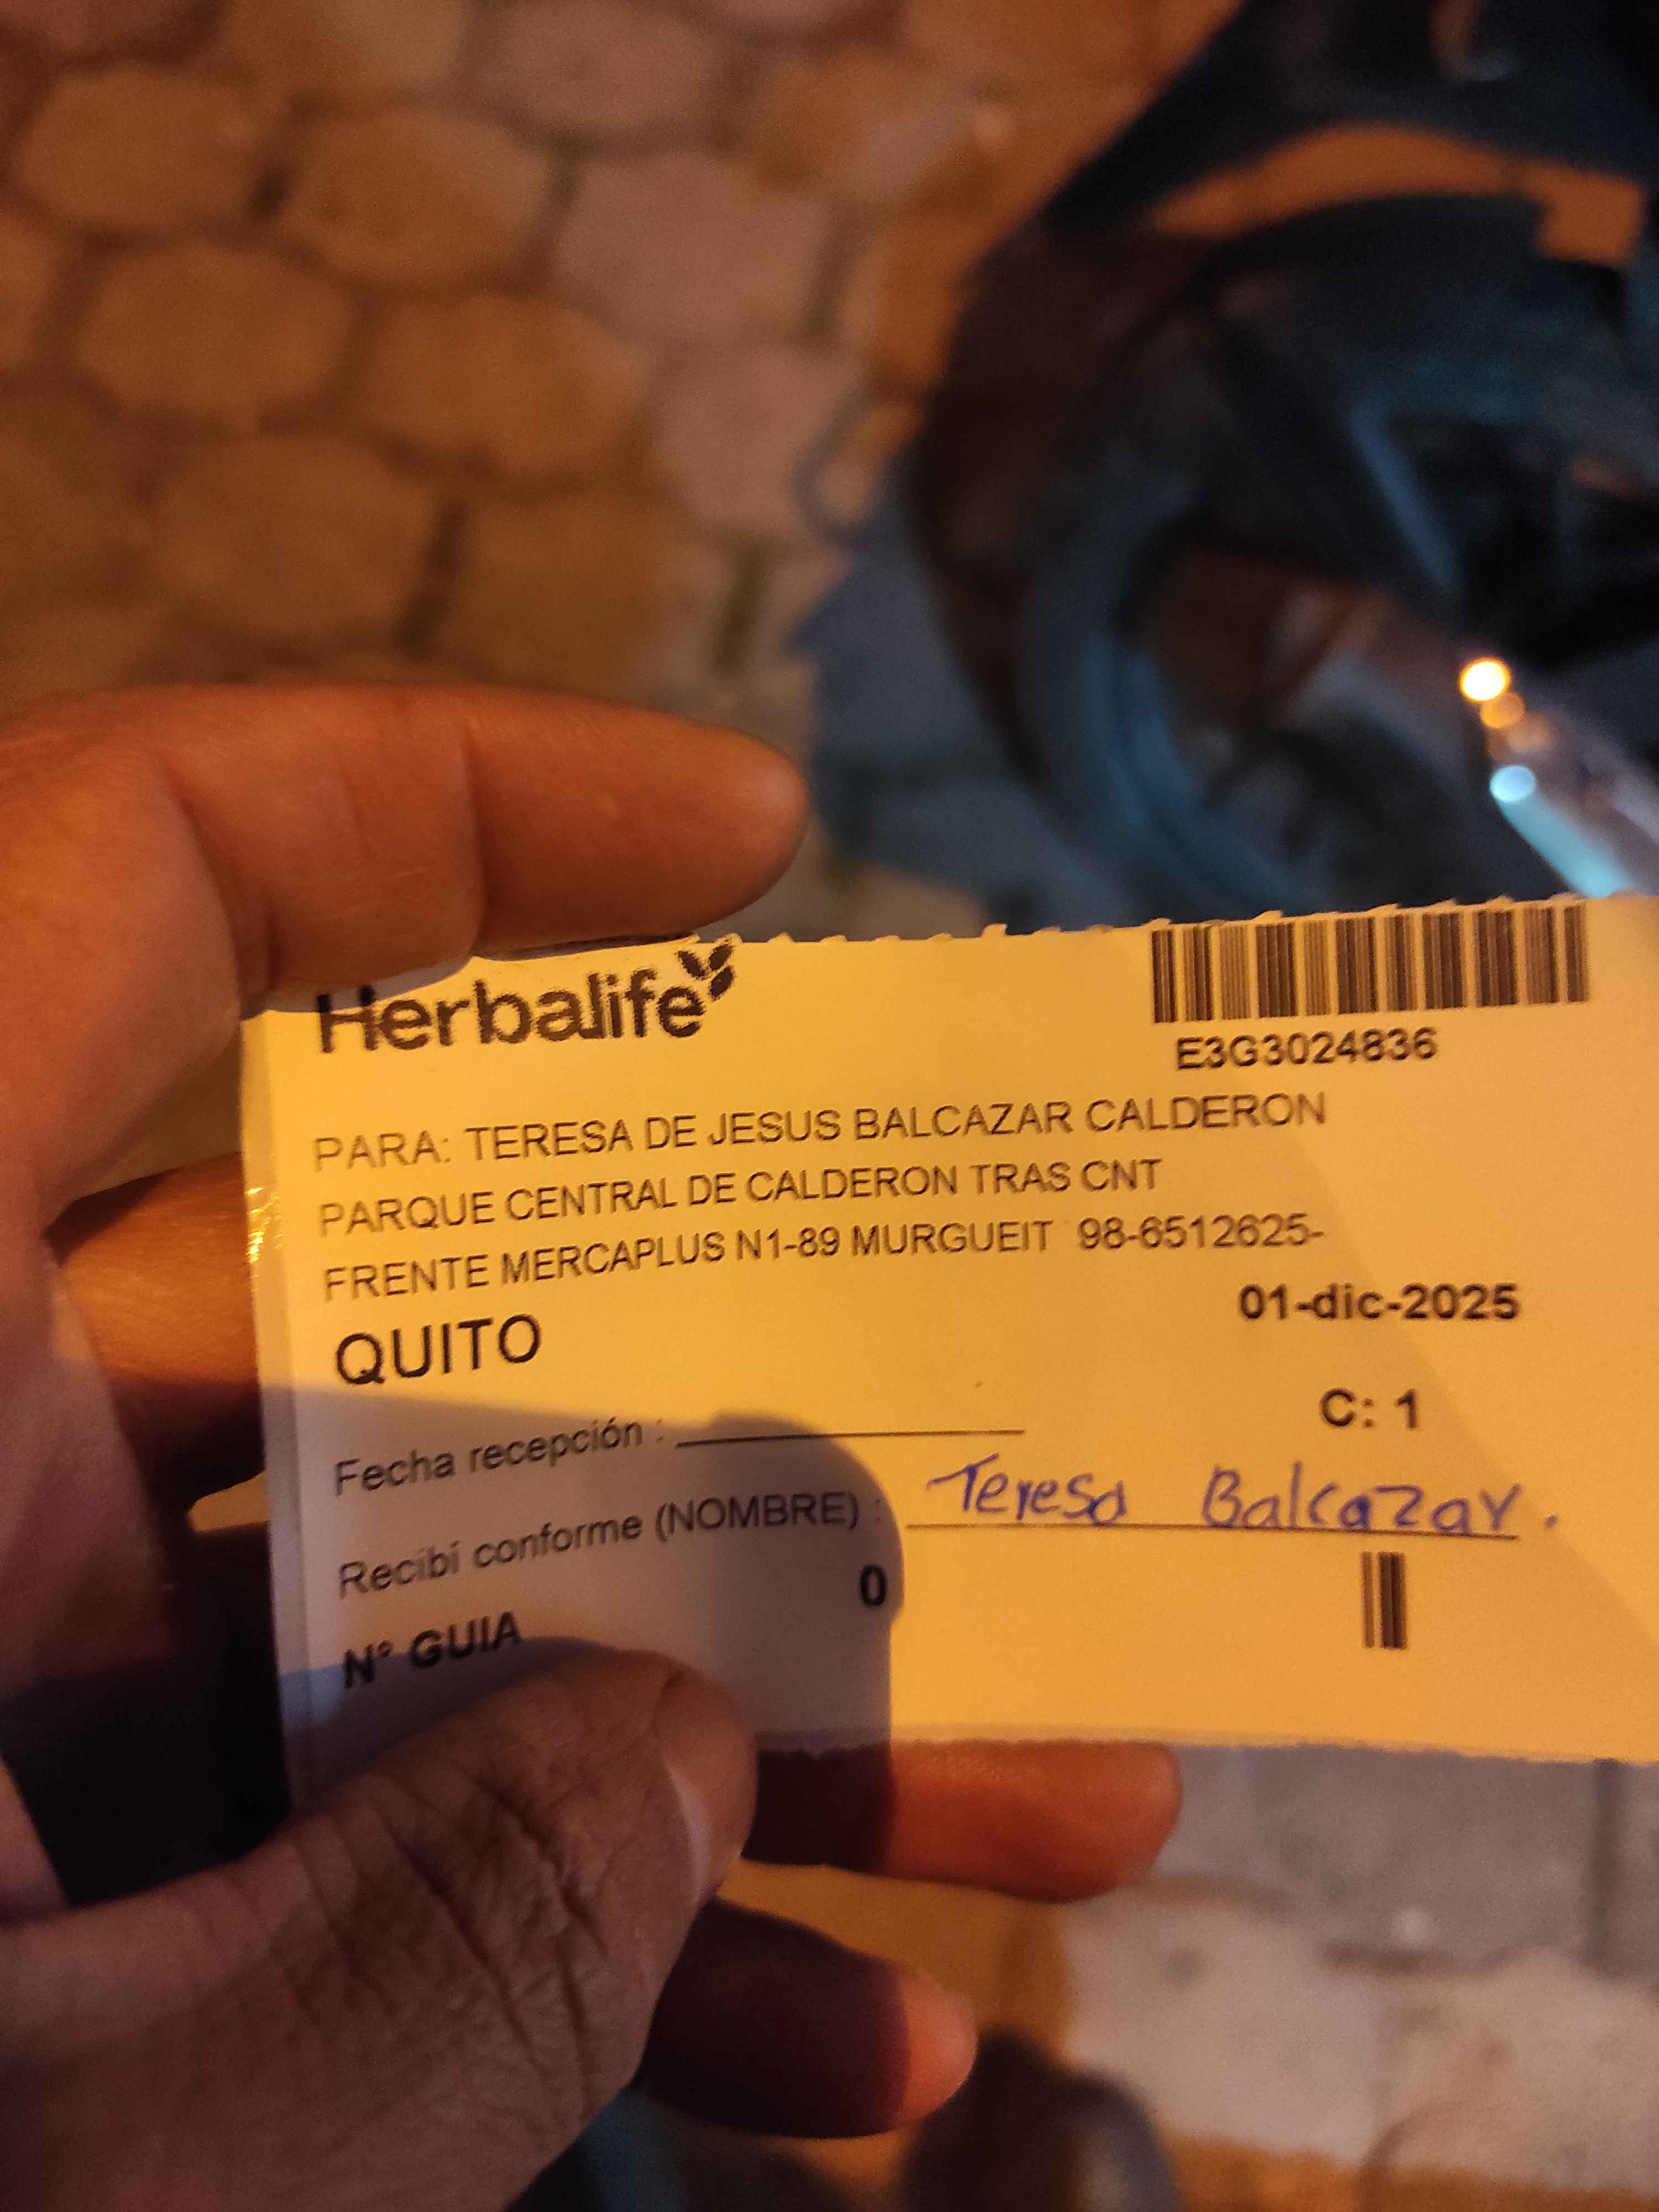 Herbalife
E3G3024836
PARA: TERESA DE JESUS BALCAZAR CALDERON
PARQUE CENTRAL DE CALDERON TRAS CNT
FRENTE MERCAPLUS N1-89 MURGUEIT 98-6512625-
01-dic-2025
QUITO
C: 1
Fecha recepción :
Recibí conforme (NOMBRE) : Teresa Balcazar.
0
N° GUIA